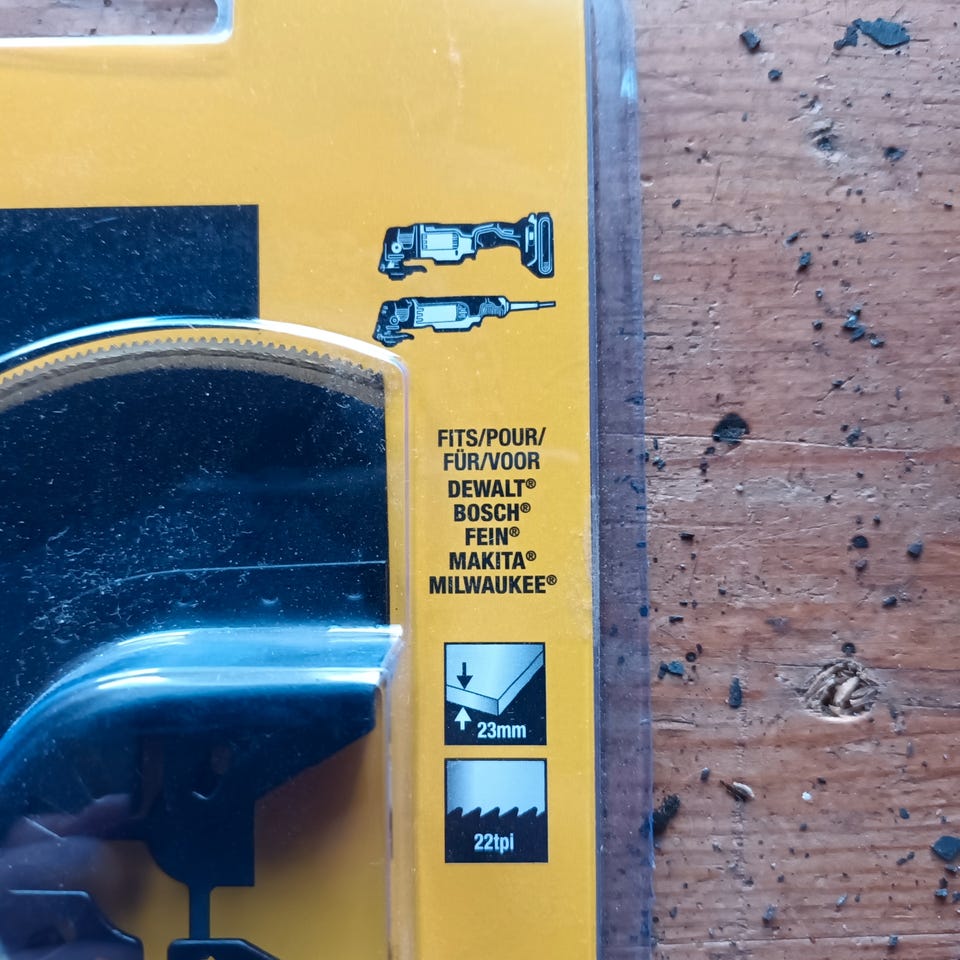 FITS/POUR/
FÜR/VOOR
DEWALT®
BOSCH®
FEIN®
MAKITA®
MILWAUKEE®
23mm
22tpi